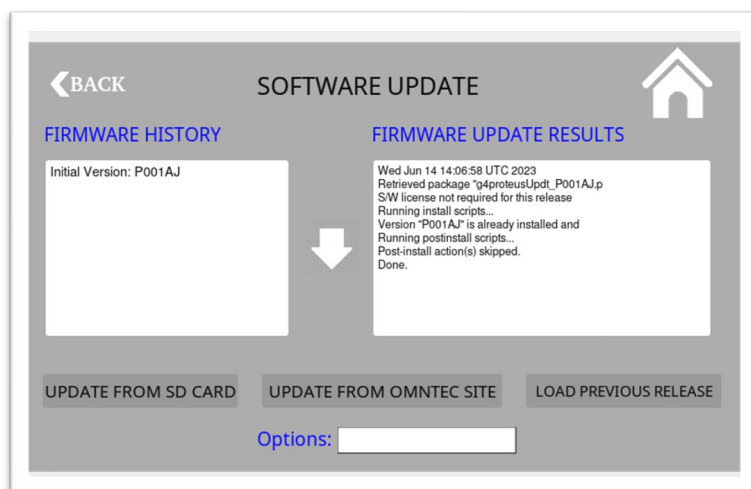 BACK
SOFTWARE UPDATE
FIRMWARE HISTORY
FIRMWARE UPDATE RESULTS
Initial Version: P001AJ
Wed Jun 14 14:06:58 UTC 2023
Retrieved package "g4proteusUpdt_P001AJ.p
S/W license not required for this release
Running install scripts...
Version "P001AJ" is already installed and
Running postinstall scripts...
Post-install action(s) skipped.
Done.
UPDATE FROM SD CARD
UPDATE FROM OMNTEC SITE
LOAD PREVIOUS RELEASE
Options: